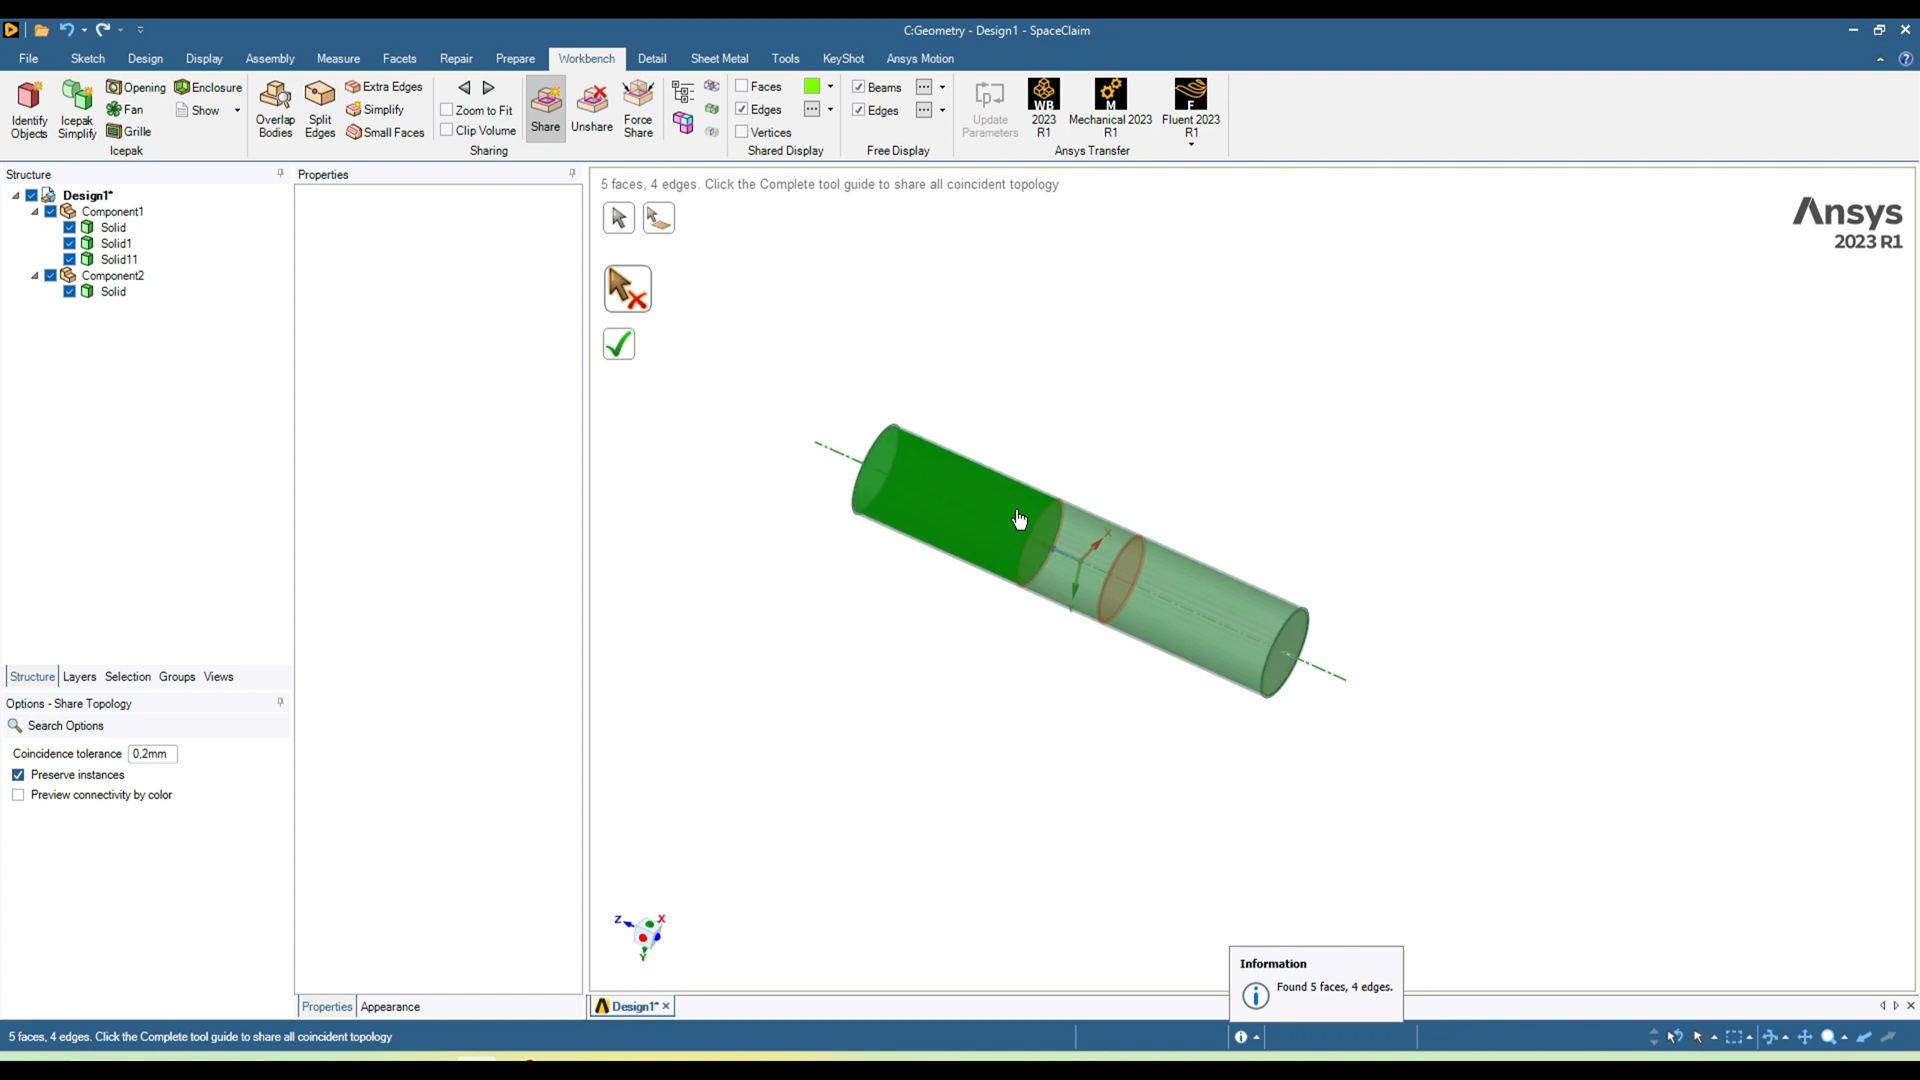 C:Geometry - Design1 - SpaceClaim
File Sketch Design Display Assembly Measure Facets Repair Prepare Workbench Detail Sheet Metal Tools KeyShot Ansys Motion
Identify Objects
Icepak Simplify
Opening
Fan
Grille
Enclosure
Show
Icepak
Overlap Bodies
Split Edges
Extra Edges
Simplify
Small Faces
Zoom to Fit
Clip Volume
Share
Unshare
Force Share
Sharing
Faces
Edges
Vertices
Shared Display
Beams
Edges
Free Display
Update Parameters
WB
2023 R1
M
Mechanical 2023 R1
F
Fluent 2023 R1
Ansys Transfer
Structure
Design1*
Component1
Solid
Solid1
Solid11
Component2
Solid
Structure Layers Selection Groups Views
Options - Share Topology
Search Options
Coincidence tolerance 0,2mm
Preserve instances
Preview connectivity by color
Properties
Properties Appearance
5 faces, 4 edges. Click the Complete tool guide to share all coincident topology
Ansys
2023 R1
X
Y
Z
X
Y
Information
Found 5 faces, 4 edges.
Design1*
5 faces, 4 edges. Click the Complete tool guide to share all coincident topology